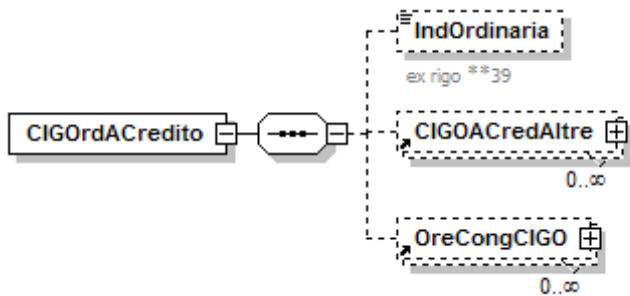 IndOrdinaria
ex rigo **39
CIGOrdACredito
CIGOACredAltre
0..∞
OreCongCIGO
0..∞